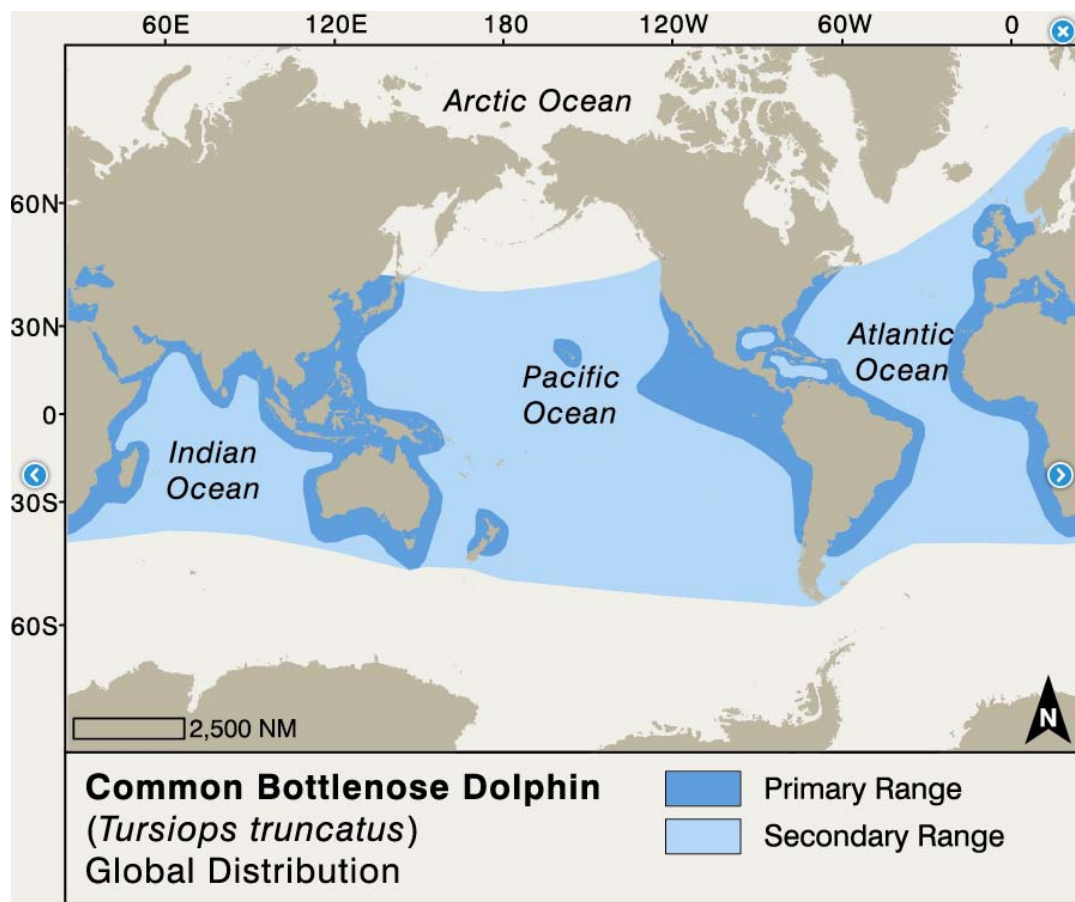 60E 120E 180 120W 60W 0
Arctic Ocean
60N
30N
Atlantic
Ocean
Pacific
Ocean
0
Indian
Ocean
30S
60S
2,500 NM
N
Common Bottlenose Dolphin
(Tursiops truncatus)
Global Distribution
Primary Range
Secondary Range